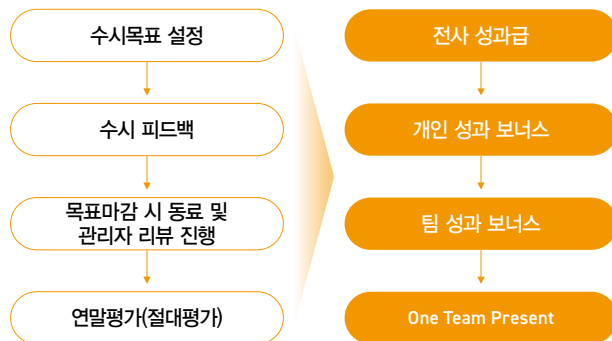 수시목표 설정
수시 피드백
목표마감 시 동료 및
관리자 리뷰 진행
연말평가(절대평가)
전사 성과급
개인 성과 보너스
팀 성과 보너스
One Team Present